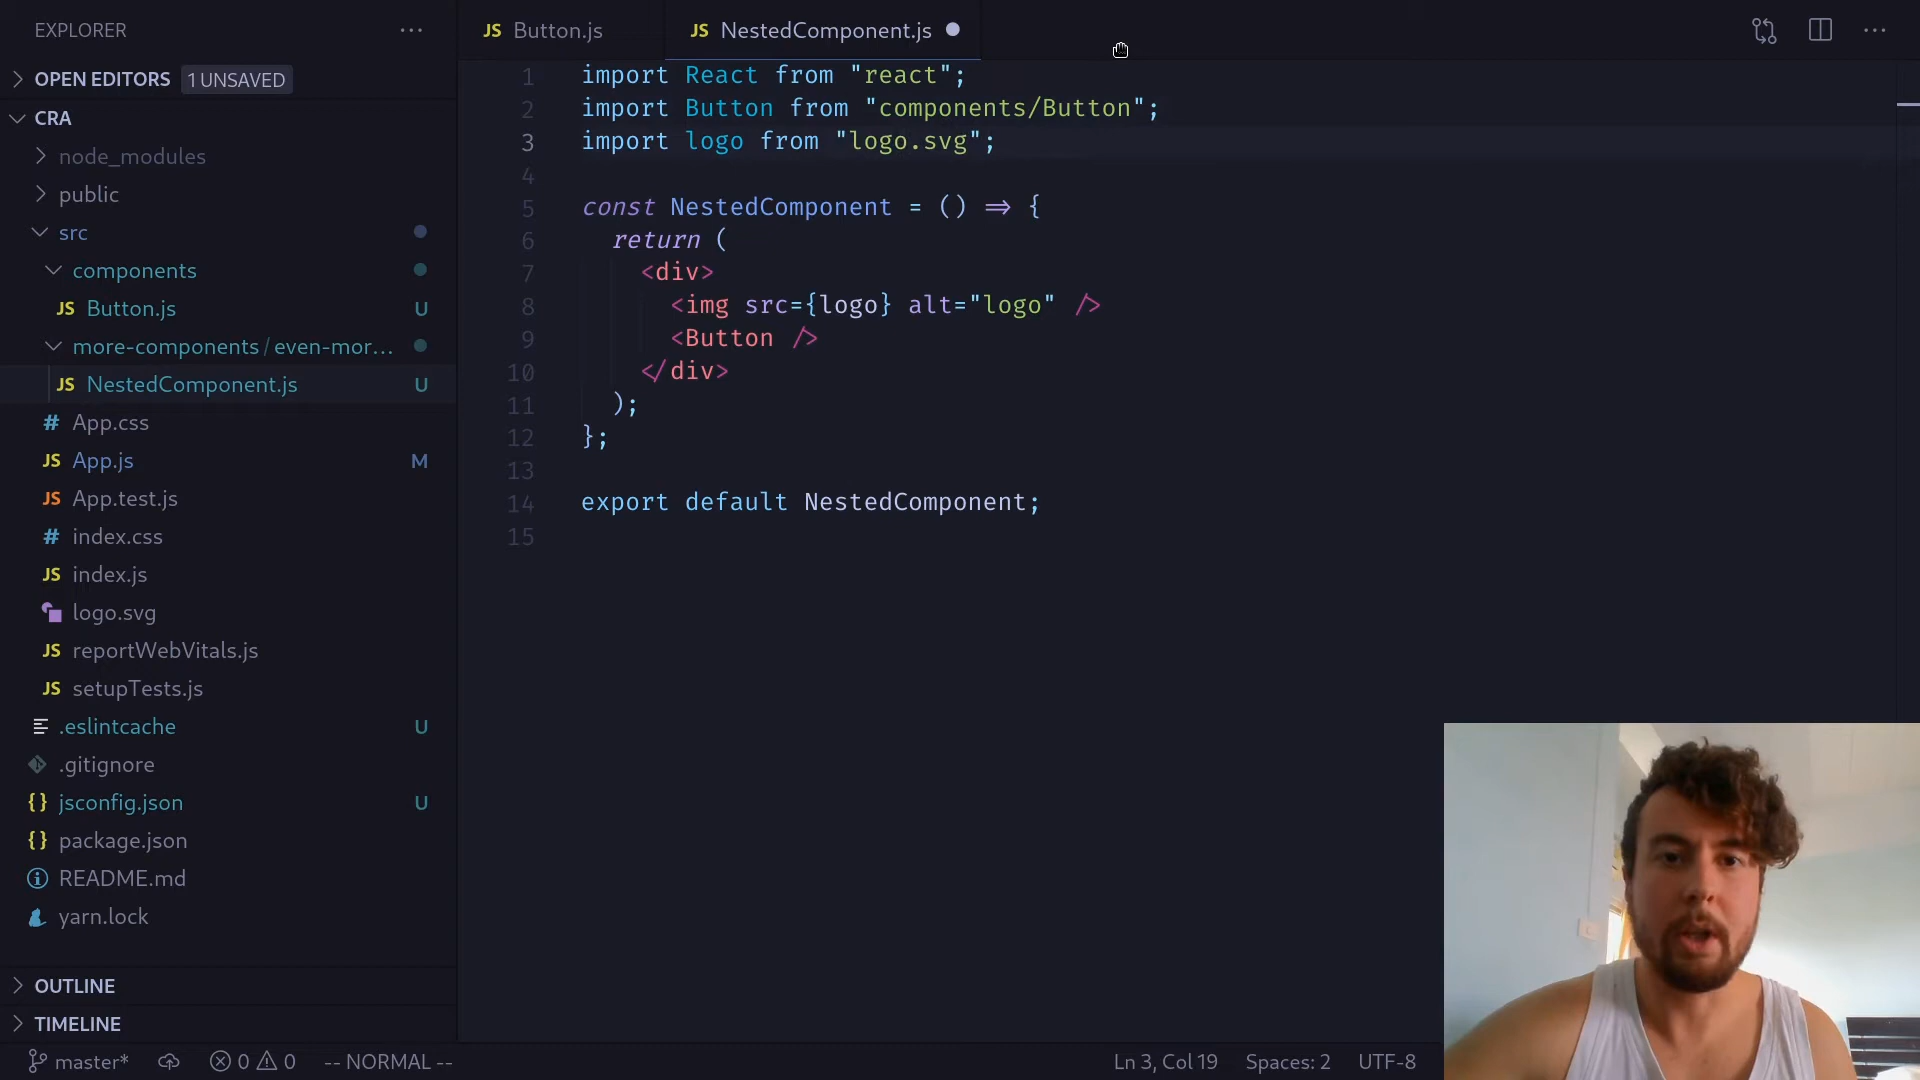 EXPLORER
OPEN EDITORS 1 UNSAVED
CRA
node_modules
public
src
components
JS Button.js U
more-components/even-mor...
JS NestedComponent.js U
# App.css
JS App.js M
JS App.test.js
# index.css
JS index.js
logo.svg
JS reportWebVitals.js
JS setupTests.js
.eslintcache U
.gitignore
{} jsconfig.json U
{} package.json
README.md
yarn.lock
OUTLINE
TIMELINE
JS Button.js
JS NestedComponent.js
1 import React from "react";
2 import Button from "components/Button";
3 import logo from "logo.svg";
4
5 const NestedComponent = () => {
6 return (
7 <div>
8 <img src={logo} alt="logo" />
9 <Button />
10 </div>
11 );
12 };
13
14 export default NestedComponent;
15
master* 0 0 -- NORMAL -- Ln 3, Col 19 Spaces: 2 UTF-8